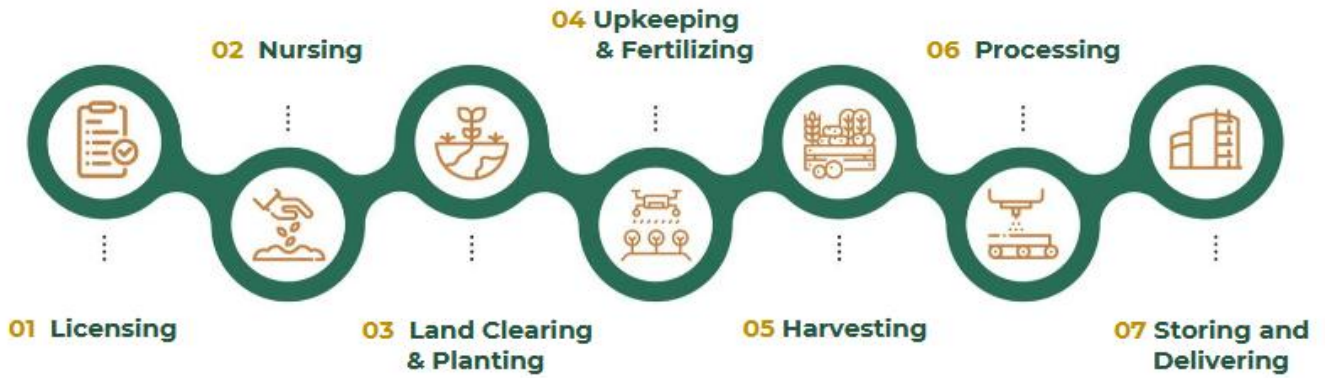 01 Licensing
02 Nursing
03 Land Clearing
& Planting
04 Upkeeping
& Fertilizing
05 Harvesting
06 Processing
07 Storing and
Delivering